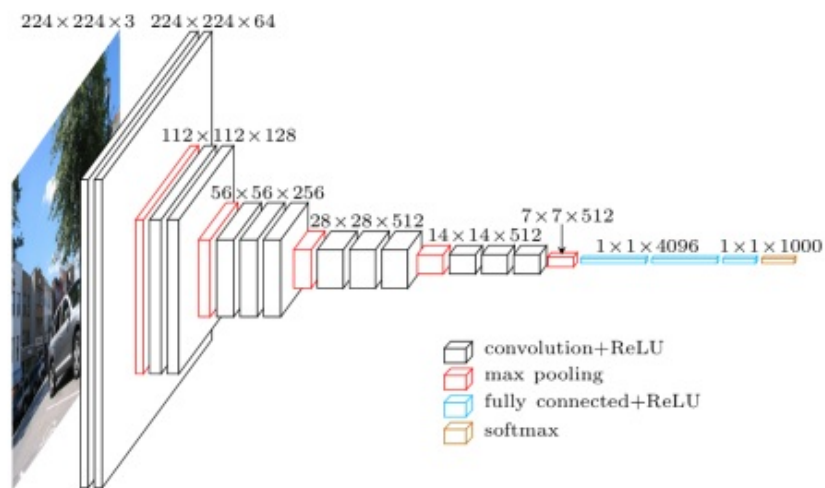 224×224×3
224×224×64
112×112×128
56×56×256
28×28×512
14×14×512
7×7×512
1×1×4096
1×1×1000
convolution+ReLU
max pooling
fully connected+ReLU
softmax